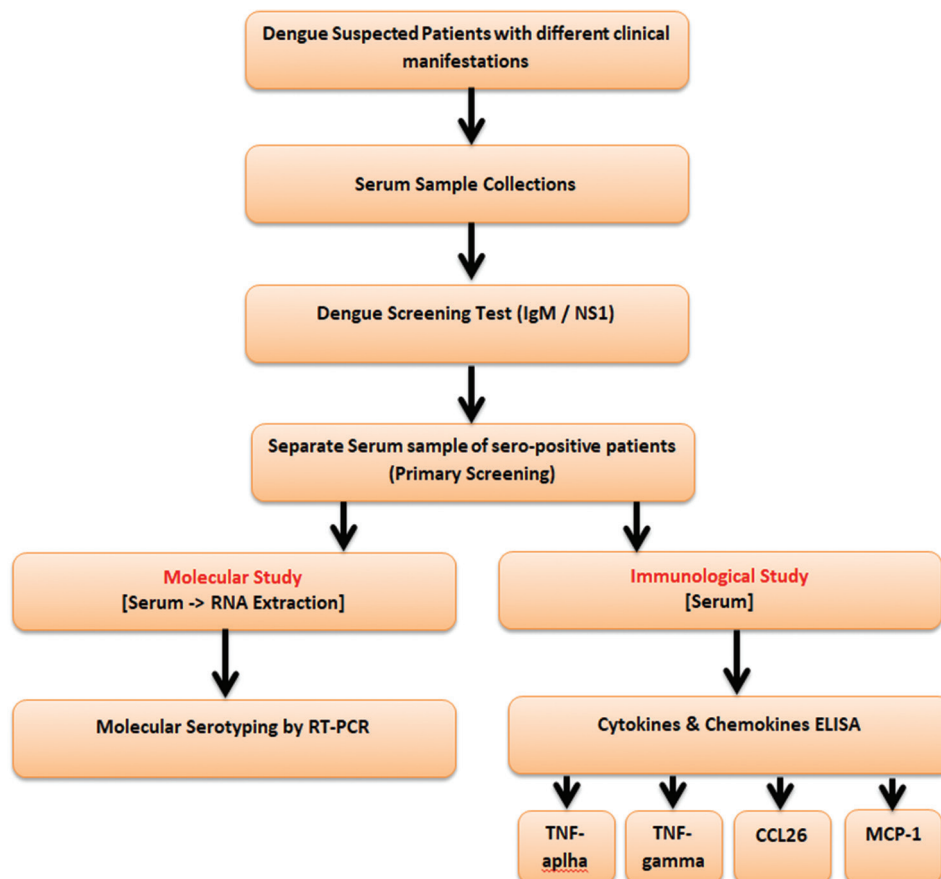 Dengue Suspected Patients with different clinical
manifestations
Serum Sample Collections
Dengue Screening Test (IgM / NS1)
Separate Serum sample of sero-positive patients
(Primary Screening)
Molecular Study
[Serum -> RNA Extraction]
Immunological Study
[Serum]
Molecular Serotyping by RT-PCR
Cytokines & Chemokines ELISA
TNF-
aplha
TNF-
gamma
CCL26
MCP-1